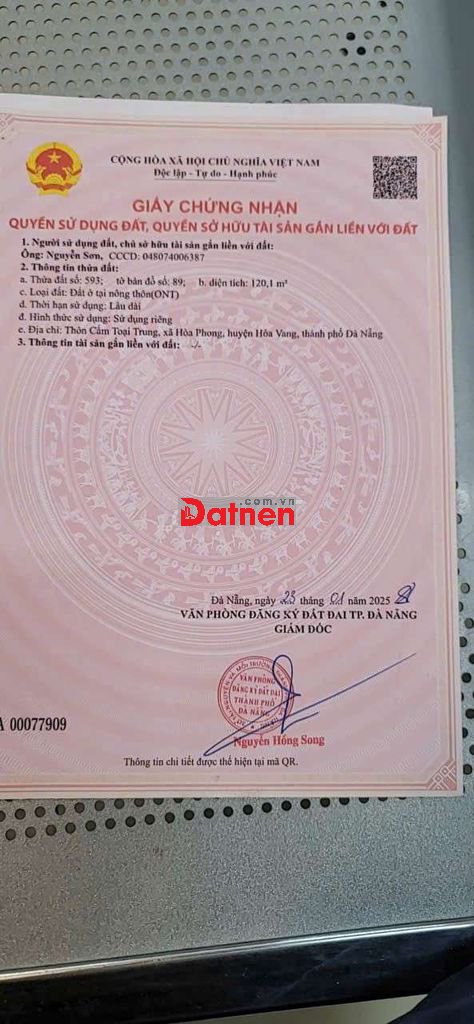 CỘNG HÒA XÃ HỘI CHỦ NGHĨA VIỆT NAM
Độc lập - Tự do - Hạnh phúc
GIẤY CHỨNG NHẬN
QUYỀN SỬ DỤNG ĐẤT, QUYỀN SỞ HỮU TÀI SẢN GẮN LIỀN VỚI ĐẤT
1. Người sử dụng đất, chủ sở hữu tài sản gắn liền với đất:
Ông: Nguyễn Sơn, CCCD: 048074006387
2. Thông tin thửa đất:
a. Thửa đất số: 593; tờ bản đồ số: 89; b. diện tích: 120,1 m²
c. Loại đất: Đất ở tại nông thôn(ONT)
d. Thời hạn sử dụng: Lâu dài
đ. Hình thức sử dụng: Sử dụng riêng
e. Địa chỉ: Thôn Cẩm Toại Trung, xã Hòa Phong, huyện Hòa Vang, thành phố Đà Nẵng
3. Thông tin tài sản gắn liền với đất: -/-
.com.vn
Datnen
Đà Nẵng, ngày 23 tháng 01 năm 2025
VĂN PHÒNG ĐĂNG KÝ ĐẤT ĐAI TP. ĐÀ NẴNG
GIÁM ĐỐC
VĂN PHÒNG
ĐĂNG KÝ ĐẤT ĐAI
THÀNH PHỐ
ĐÀ NẴNG
Nguyễn Hồng Song
A 00077909
Thông tin chi tiết được thể hiện tại mã QR.